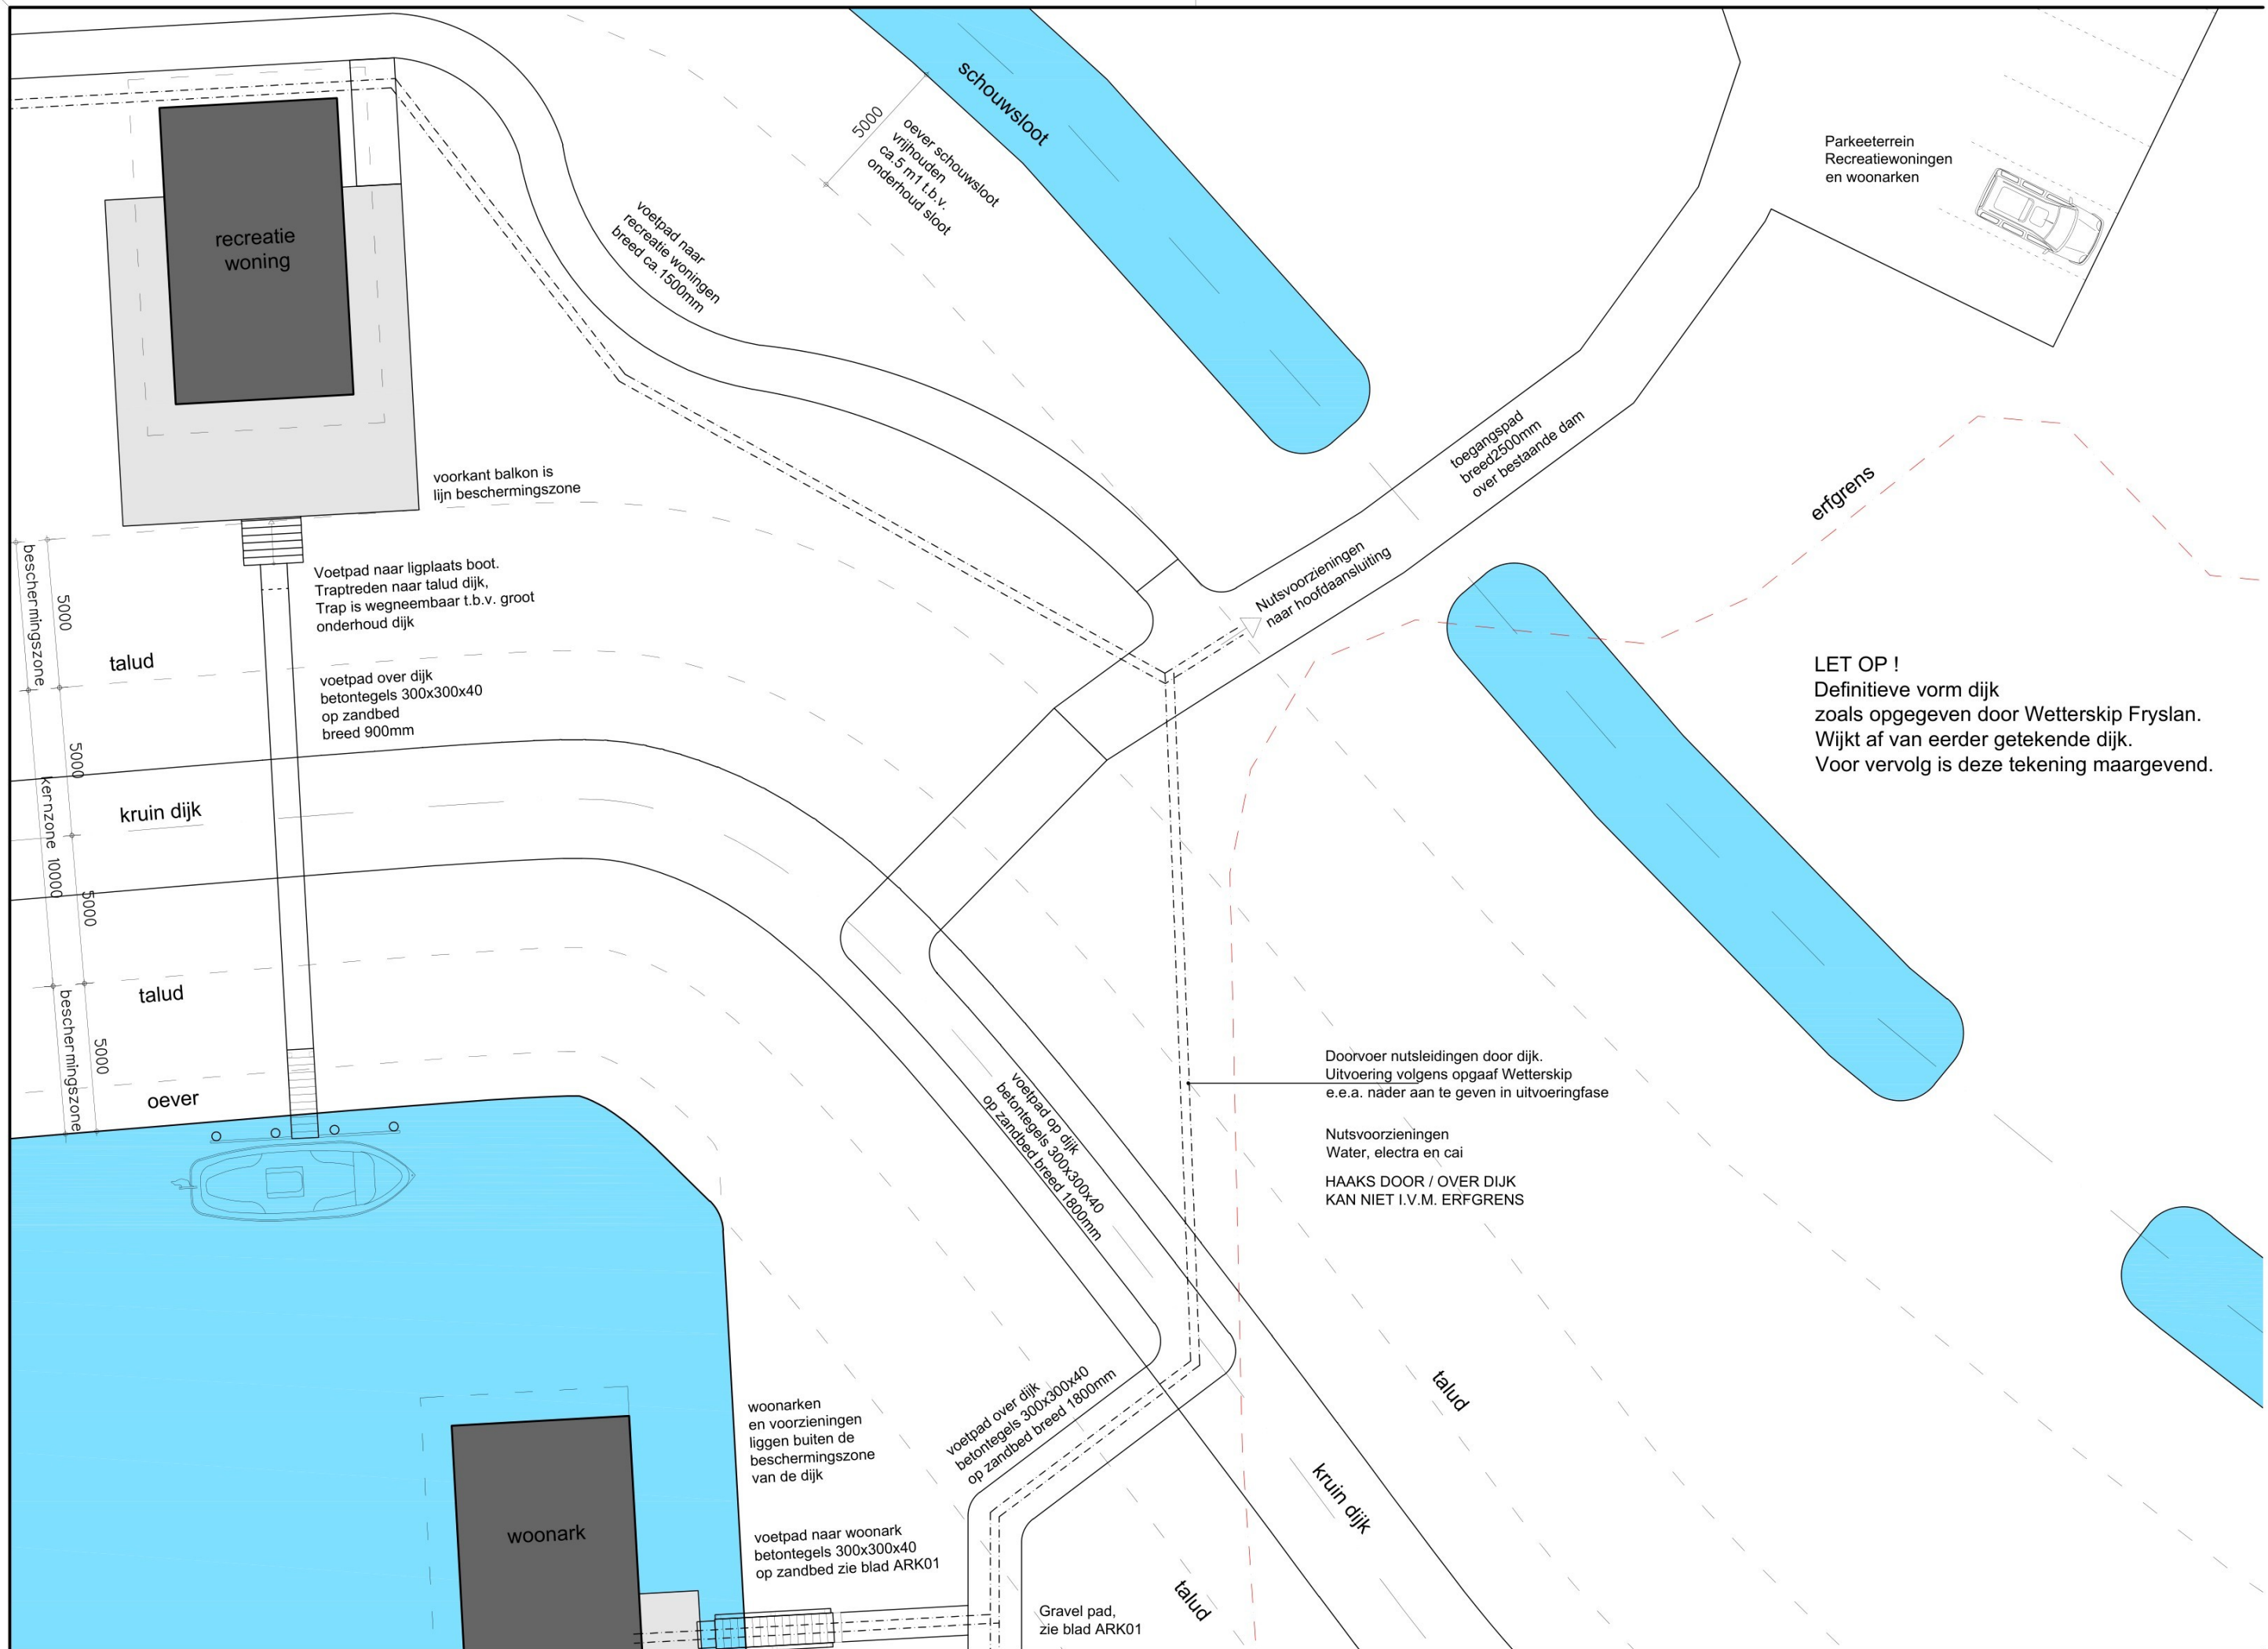 schouwsloot
5000
oever schouwsloot
vrijhouden
ca.5 m1 t.b.v.
onderhoud sloot
Parkeeterrein
Recreatiewoningen
en woonarken
recreatie
woning
voetpad naar
recreatie woningen
breed ca.1500mm
toegangspad
breed2500mm
over bestaande dam
erfgrens
voorkant balkon is
lijn beschermingszone
Nutsvoorzieningen
naar hoofdaansluiting
Voetpad naar ligplaats boot.
Traptreden naar talud dijk,
Trap is wegneembaar t.b.v. groot
onderhoud dijk
beschermingszone
5000
talud
voetpad over dijk
betontegels 300x300x40
op zandbed
breed 900mm
LET OP !
Definitieve vorm dijk
zoals opgegeven door Wetterskip Fryslan.
Wijkt af van eerder getekende dijk.
Voor vervolg is deze tekening maargevend.
5000
kernzone 10000
kruin dijk
5000
talud
beschermingszone
5000
oever
voetpad op dijk
betontegels 300x300x40
op zandbed breed 1800mm
Doorvoer nutsleidingen door dijk.
Uitvoering volgens opgaaf Wetterskip
e.e.a. nader aan te geven in uitvoeringfase
Nutsvoorzieningen
Water, electra en cai
HAAKS DOOR / OVER DIJK
KAN NIET I.V.M. ERFGRENS
woonarken
en voorzieningen
liggen buiten de
beschermingszone
van de dijk
voetpad over dijk
betontegels 300x300x40
op zandbed breed 1800mm
talud
kruin dijk
woonark
voetpad naar woonark
betontegels 300x300x40
op zandbed zie blad ARK01
talud
Gravel pad,
zie blad ARK01